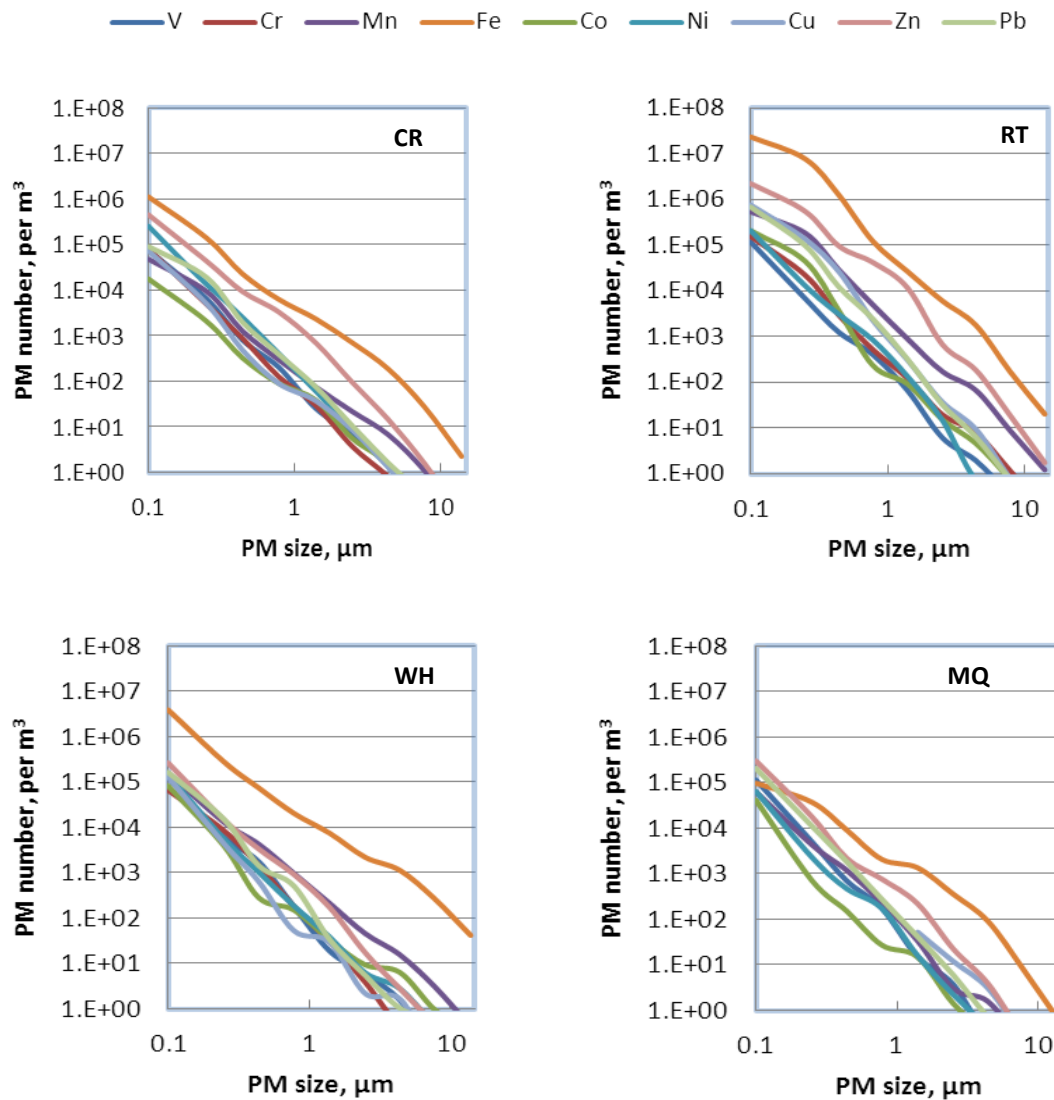 V Cr Mn Fe Co Ni Cu Zn Pb
CR
PM number, per m³
1.E+08
1.E+07
1.E+06
1.E+05
1.E+04
1.E+03
1.E+02
1.E+01
1.E+00
0.1 1 10
PM size, µm
RT
PM number, per m³
1.E+08
1.E+07
1.E+06
1.E+05
1.E+04
1.E+03
1.E+02
1.E+01
1.E+00
0.1 1 10
PM size, µm
WH
PM number, per m³
1.E+08
1.E+07
1.E+06
1.E+05
1.E+04
1.E+03
1.E+02
1.E+01
1.E+00
0.1 1 10
PM size, µm
MQ
PM number, per m³
1.E+08
1.E+07
1.E+06
1.E+05
1.E+04
1.E+03
1.E+02
1.E+01
1.E+00
0.1 1 10
PM size, µm